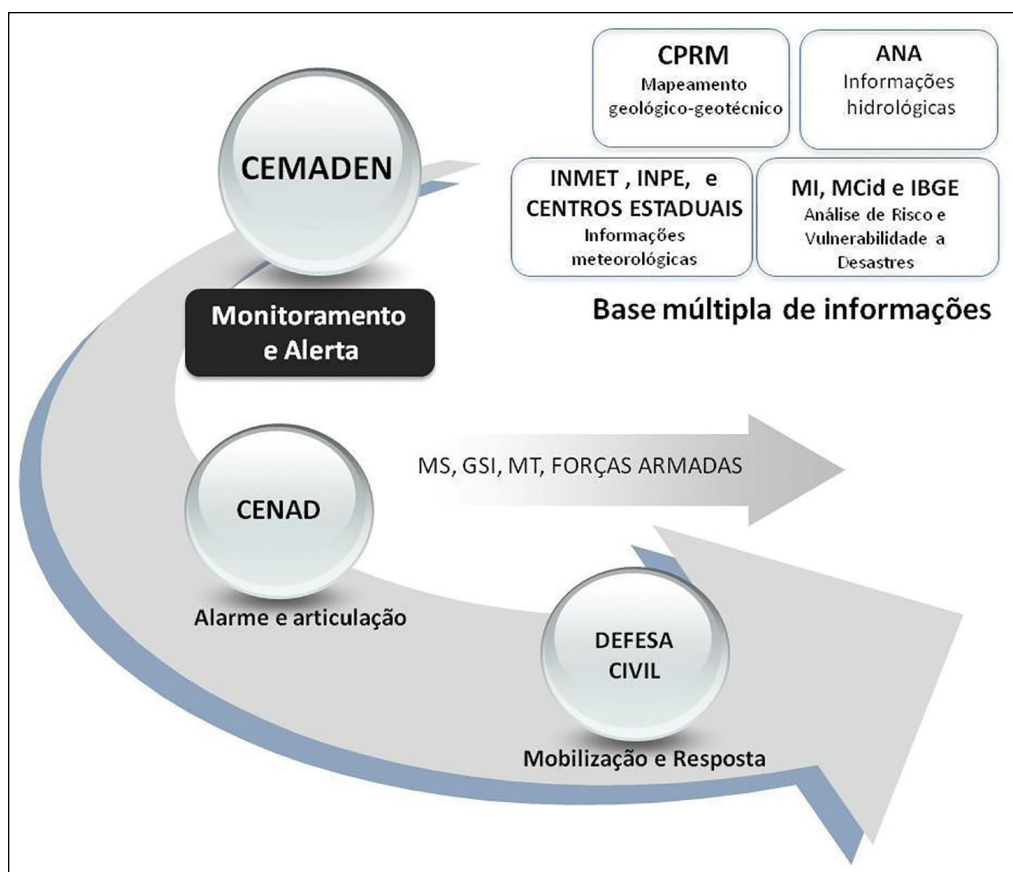 CEMADEN
Monitoramento
e Alerta
CPRM
Mapeamento
geológico-geotécnico
ANA
Informações
hidrológicas
INMET , INPE, e
CENTROS ESTADUAIS
Informações
meteorológicas
MI, MCid e IBGE
Análise de Risco e
Vulnerabilidade a
Desastres
Base múltipla de informações
MS, GSI, MT, FORÇAS ARMADAS
CENAD
Alarme e articulação
DEFESA
CIVIL
Mobilização e Resposta